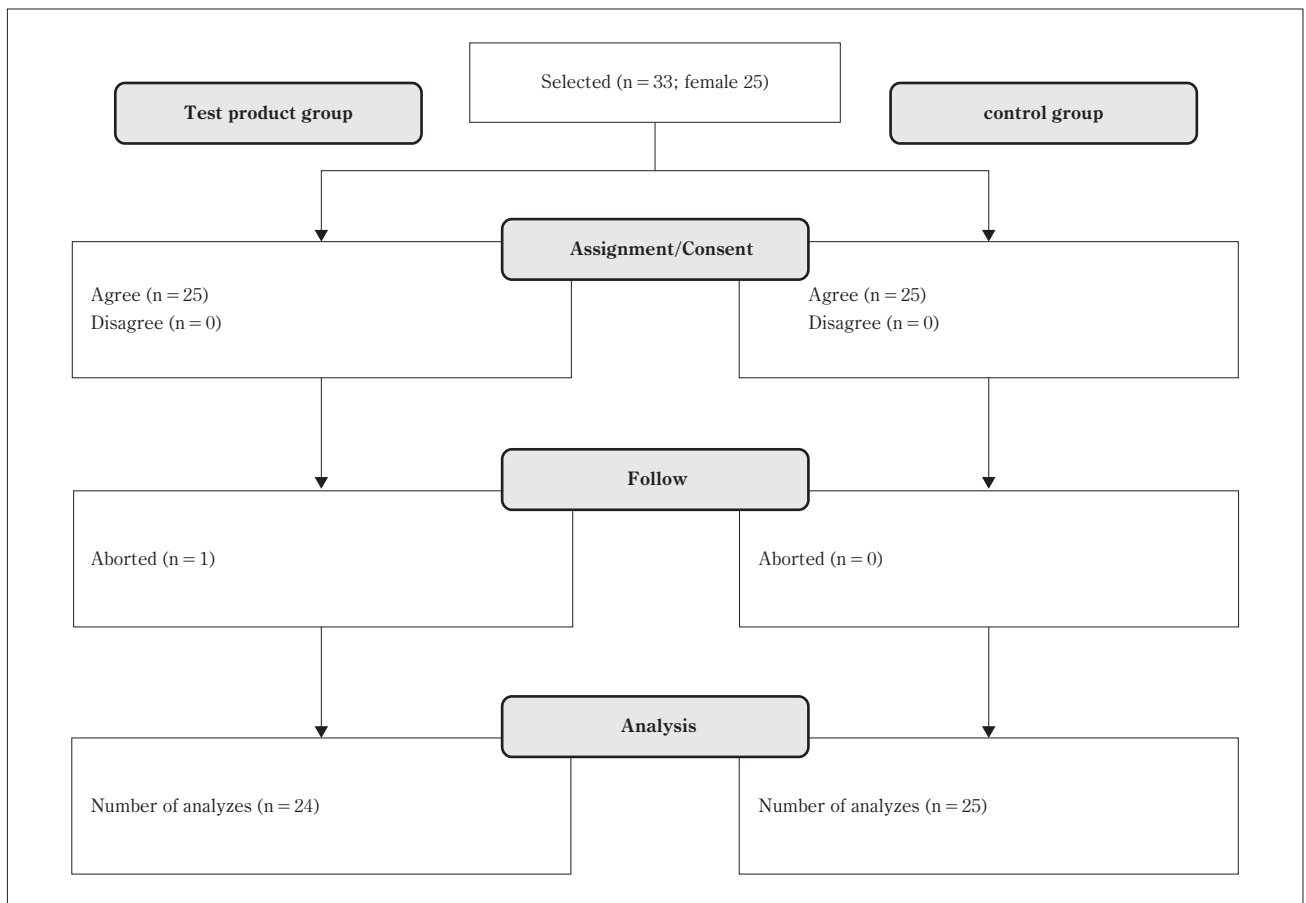 Selected (n = 33; female 25)
Test product group
control group
Assignment/Consent
Agree (n = 25)
Disagree (n = 0)
Agree (n = 25)
Disagree (n = 0)
Follow
Aborted (n = 1)
Aborted (n = 0)
Analysis
Number of analyzes (n = 24)
Number of analyzes (n = 25)